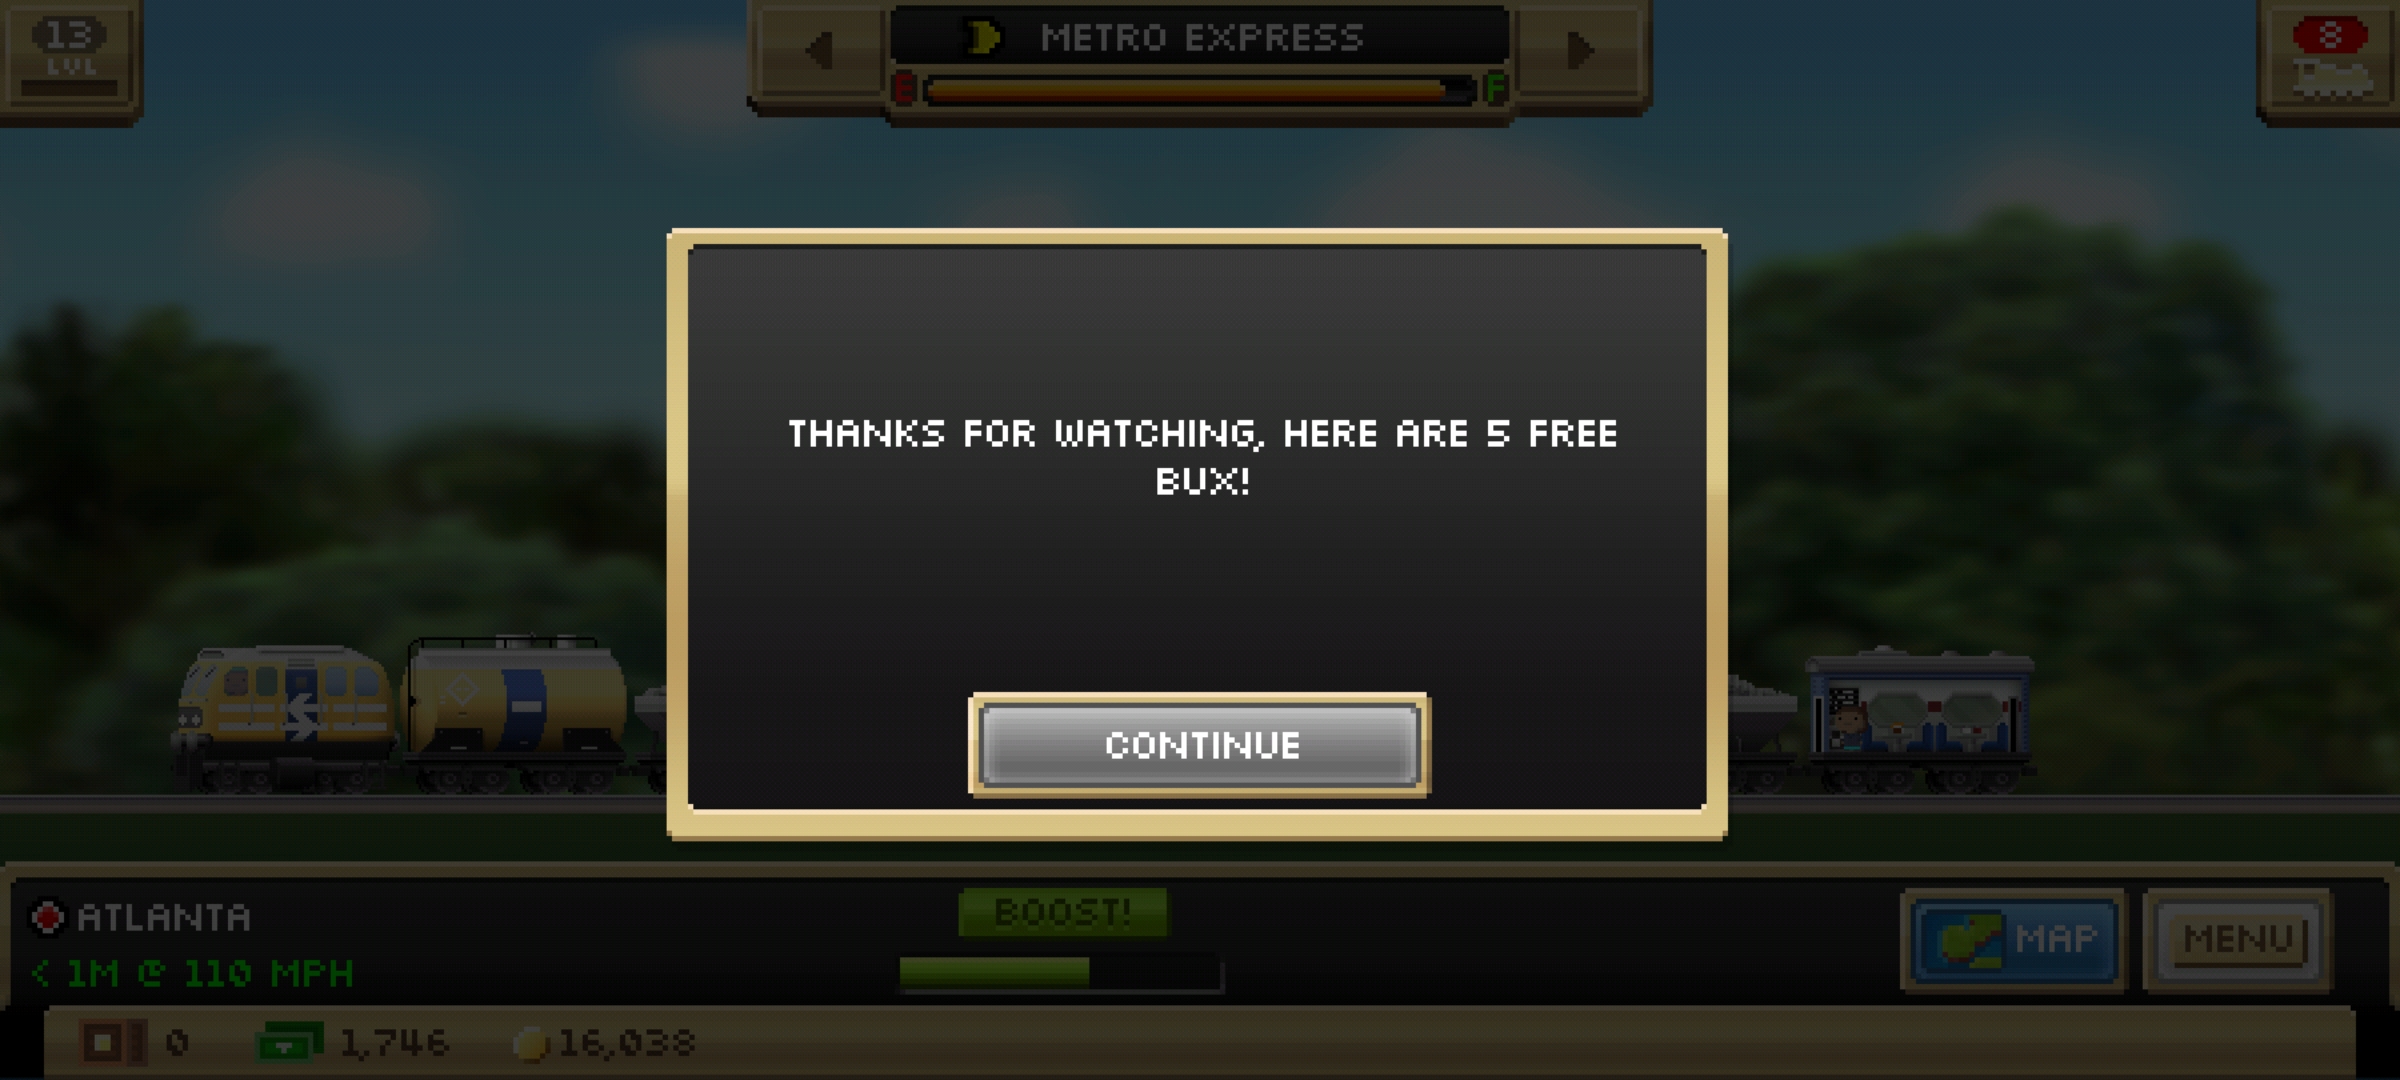 13
LVL
METRO EXPRESS
E
F
8
THANKS FOR WATCHING, HERE ARE 5 FREE
BUX!
CONTINUE
ATLANTA
< 1M @ 110 MPH
BOOST!
MAP
MENU
0
1,746
16,038